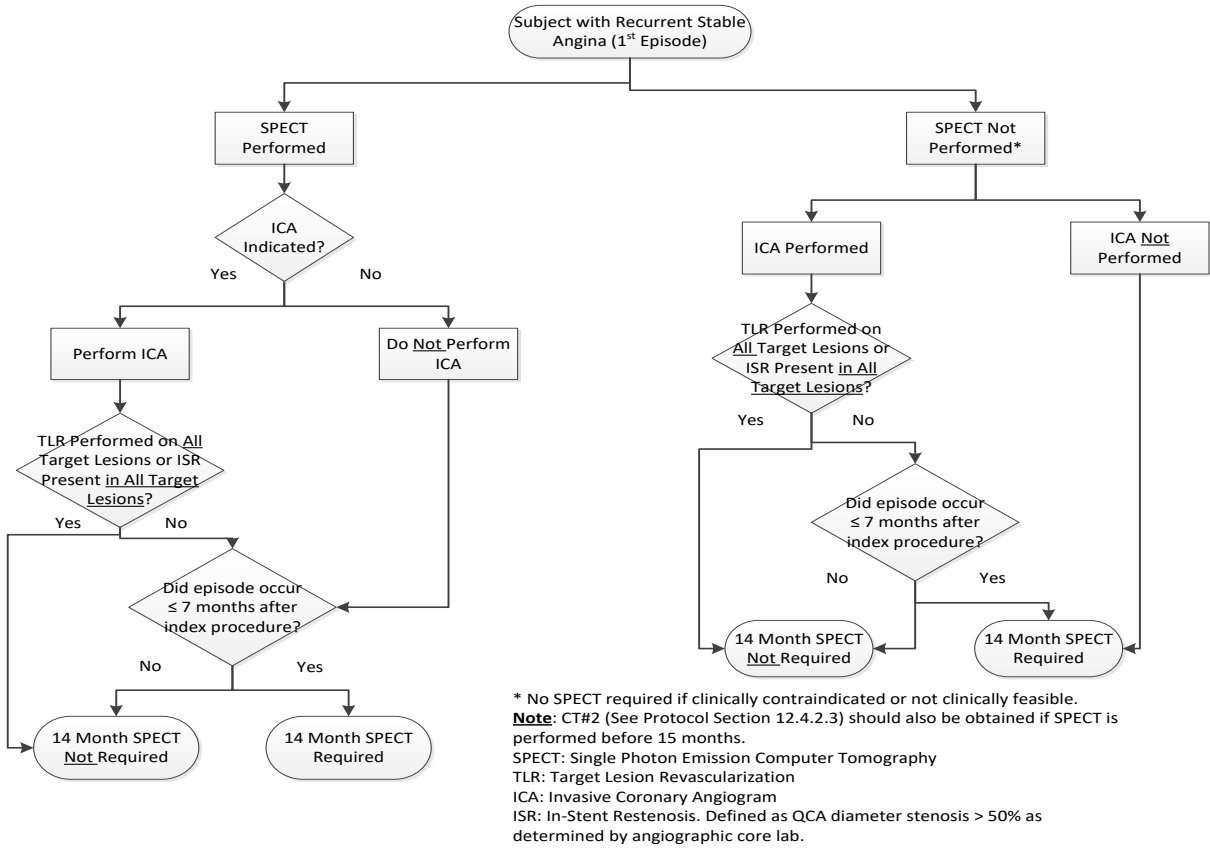 Subject with Recurrent Stable
Angina (1st Episode)
SPECT
Performed
SPECT Not
Performed*
ICA
Indicated?
Yes
No
ICA Performed
ICA Not
Performed
Perform ICA
Do Not Perform
ICA
TLR Performed on
All Target Lesions or
ISR Present in All
Target Lesions?
Yes
No
TLR Performed on All
Target Lesions or ISR
Present in All Target
Lesions?
Yes
No
Did episode occur
≤ 7 months after
index procedure?
No
Yes
Did episode occur
≤ 7 months after
index procedure?
No
Yes
14 Month SPECT
Not Required
14 Month SPECT
Required
14 Month SPECT
Not Required
14 Month SPECT
Required
* No SPECT required if clinically contraindicated or not clinically feasible.
Note: CT#2 (See Protocol Section 12.4.2.3) should also be obtained if SPECT is
performed before 15 months.
SPECT: Single Photon Emission Computer Tomography
TLR: Target Lesion Revascularization
ICA: Invasive Coronary Angiogram
ISR: In-Stent Restenosis. Defined as QCA diameter stenosis > 50% as
determined by angiographic core lab.